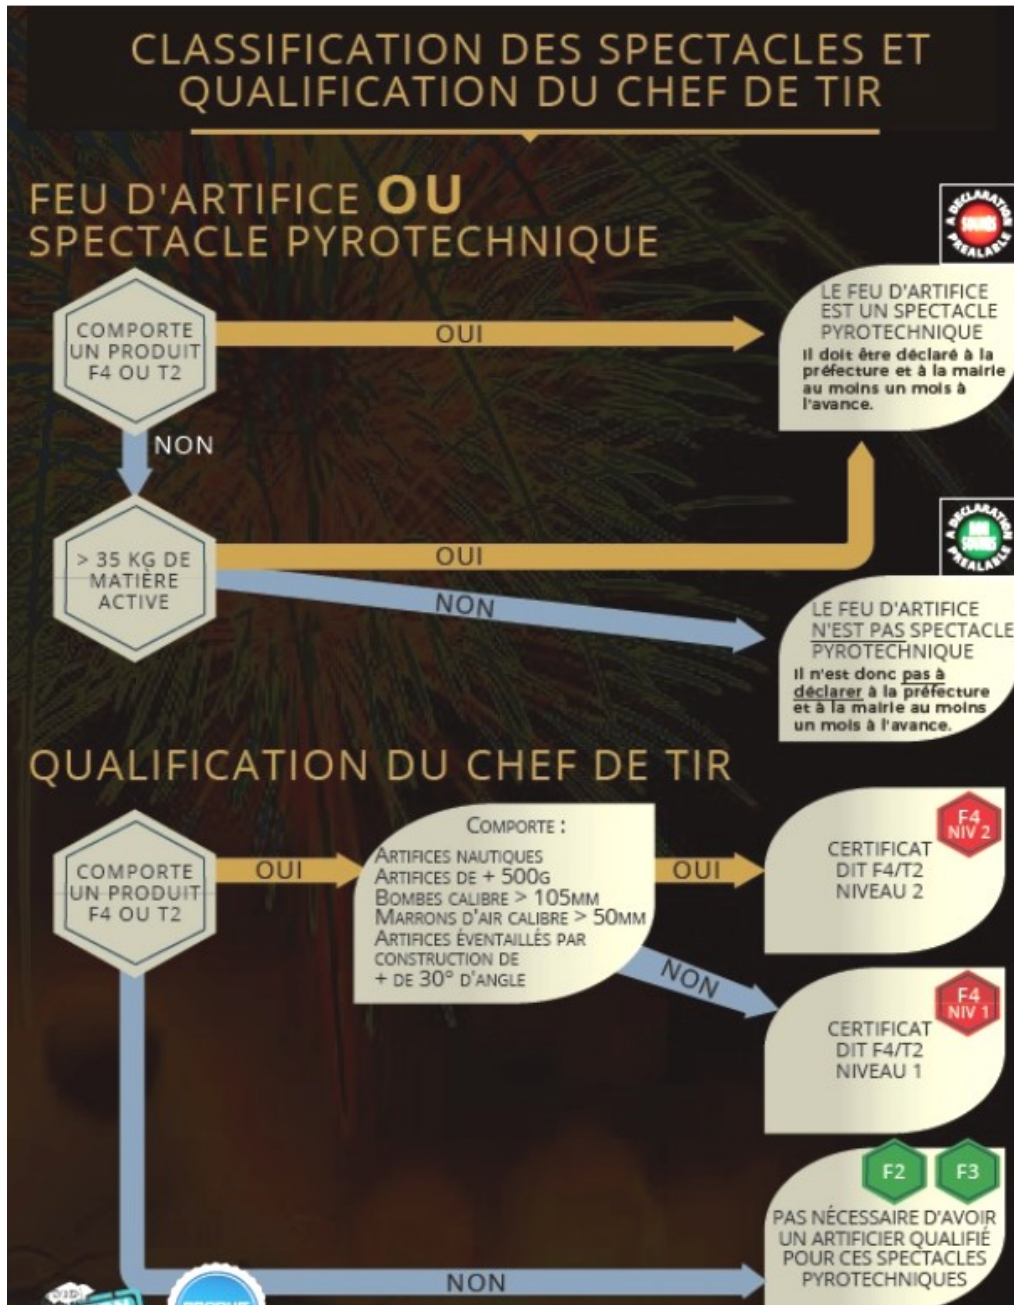 CLASSIFICATION DES SPECTACLES ET
QUALIFICATION DU CHEF DE TIR
FEU D'ARTIFICE OU
SPECTACLE PYROTECHNIQUE
A DECLARATION
SOUMIS
PREALABLE
COMPORTE
UN PRODUIT
F4 OU T2
OUI
LE FEU D'ARTIFICE
EST UN SPECTACLE
PYROTECHNIQUE
Il doit être déclaré à la
préfecture et à la mairie
au moins un mois à
l'avance.
NON
> 35 KG DE
MATIÈRE
ACTIVE
OUI
NON
A DECLARATION
NON
SOUMIS
PREALABLE
LE FEU D'ARTIFICE
N'EST PAS SPECTACLE
PYROTECHNIQUE
Il n'est donc pas à
déclarer à la préfecture
et à la mairie au moins
un mois à l'avance.
QUALIFICATION DU CHEF DE TIR
COMPORTE
UN PRODUIT
F4 OU T2
OUI
COMPORTE :
ARTIFICES NAUTIQUES
ARTIFICES DE + 500G
BOMBES CALIBRE > 105MM
MARRONS D'AIR CALIBRE > 50MM
ARTIFICES ÉVENTAILLÉS PAR
CONSTRUCTION DE
+ DE 30° D'ANGLE
OUI
F4
NIV 2
CERTIFICAT
DIT F4/T2
NIVEAU 2
NON
F4
NIV 1
CERTIFICAT
DIT F4/T2
NIVEAU 1
NON
F2
F3
PAS NÉCESSAIRE D'AVOIR
UN ARTIFICIER QUALIFIÉ
POUR CES SPECTACLES
PYROTECHNIQUES